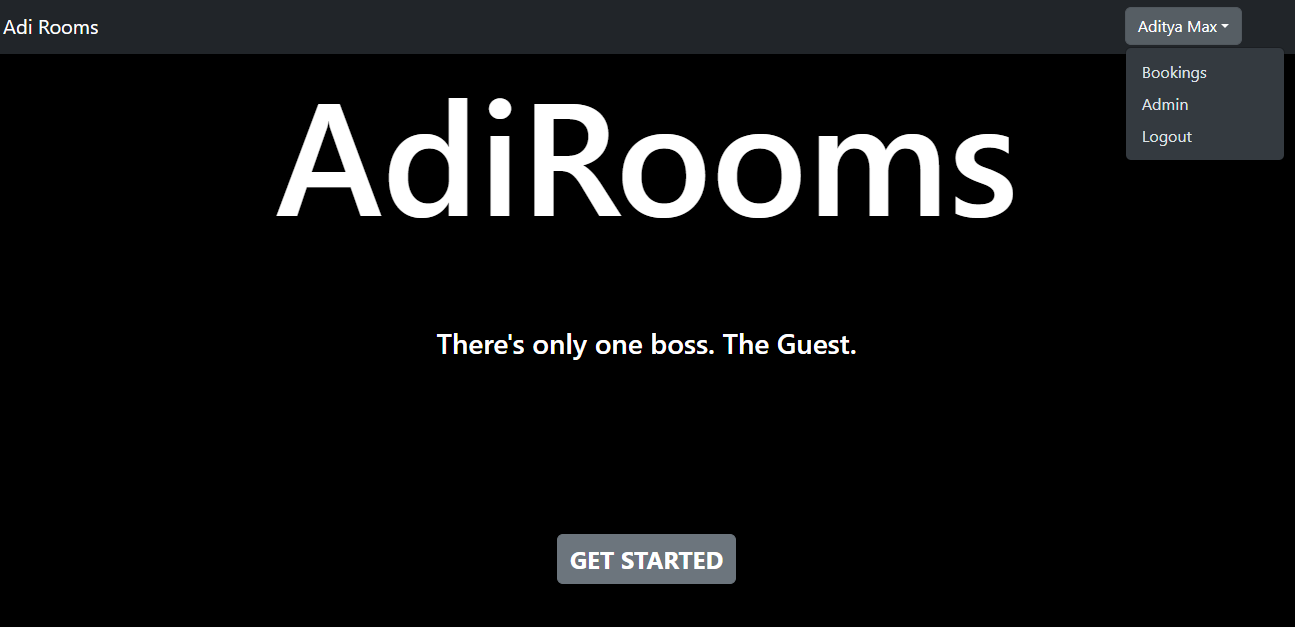 Adi Rooms
Aditya Max
Bookings
Admin
Logout
AdiRooms
There's only one boss. The Guest.
GET STARTED